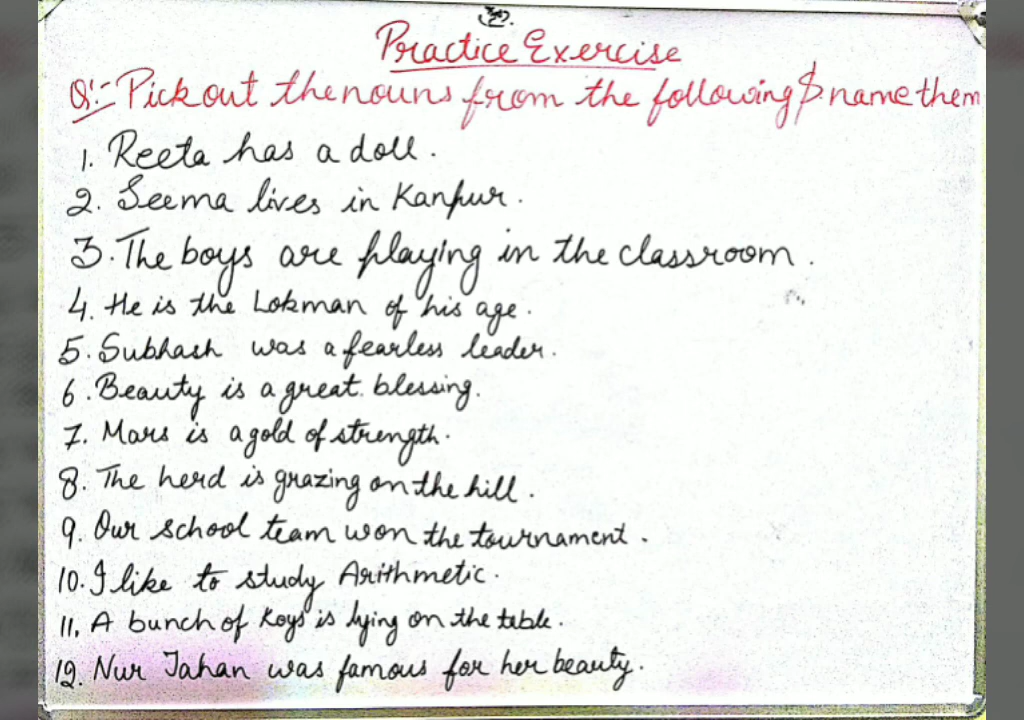 Practice Exercise
Q:- Pick out the nouns from the following & name them
1. Reeta has a doll.
2. Seema lives in Kanpur.
3. The boys are playing in the classroom.
4. He is the Lokman of his age.
5. Subhash was a fearless leader.
6. Beauty is a great blessing.
7. Mars is a gold of strength.
8. The herd is grazing on the hill.
9. Our school team won the tournament.
10. I like to study Arithmetic.
11. A bunch of Keys is lying on the table.
12. Nur Jahan was famous for her beauty.